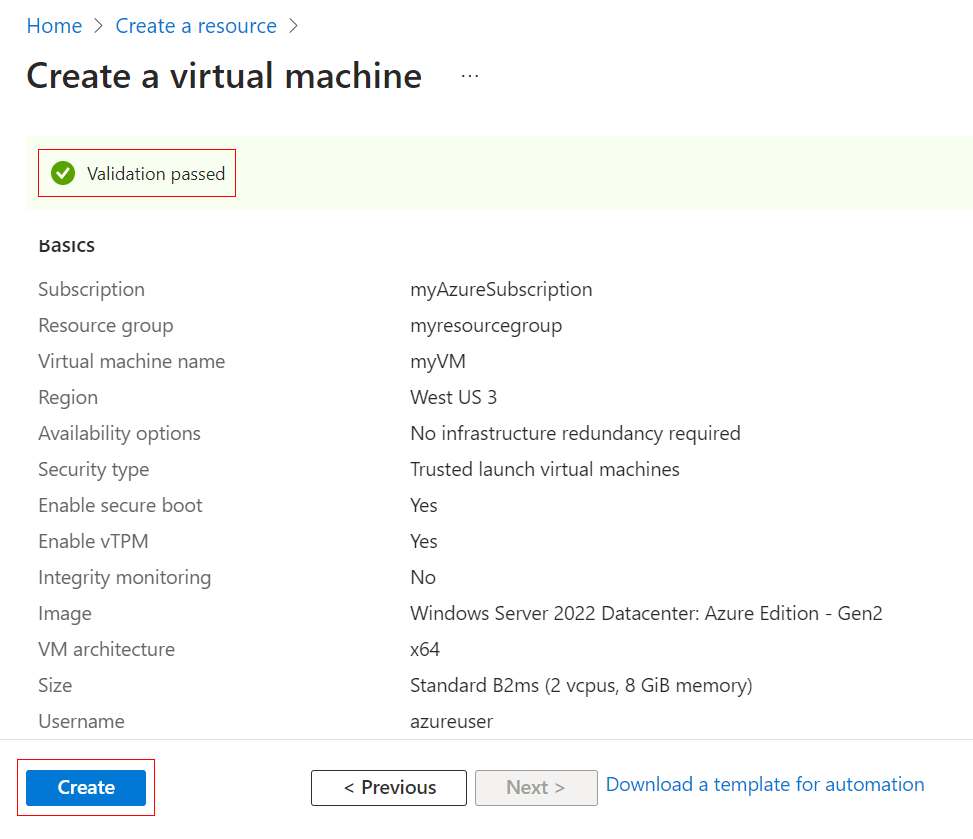 Home > Create a resource >
Create a virtual machine ...
Validation passed
Basics
Subscription myAzureSubscription
Resource group myresourcegroup
Virtual machine name myVM
Region West US 3
Availability options No infrastructure redundancy required
Security type Trusted launch virtual machines
Enable secure boot Yes
Enable vTPM Yes
Integrity monitoring No
Image Windows Server 2022 Datacenter: Azure Edition - Gen2
VM architecture x64
Size Standard B2ms (2 vcpus, 8 GiB memory)
Username azureuser
Create < Previous Next > Download a template for automation